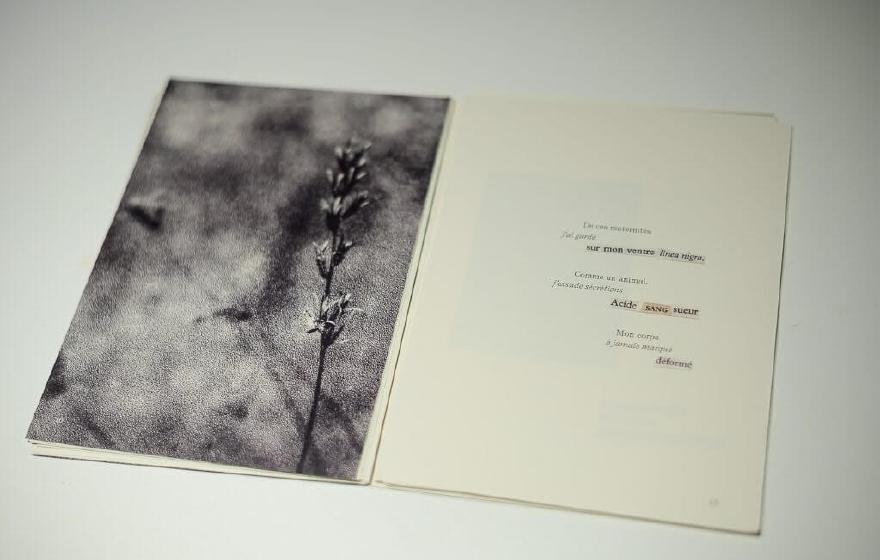 De ces maternités
j'ai gardé
sur mon ventre linea nigra.
Comme un animal,
j'essude sécrétions
Acide SANG sueur
Mon corps
à jamais marqué
déformé